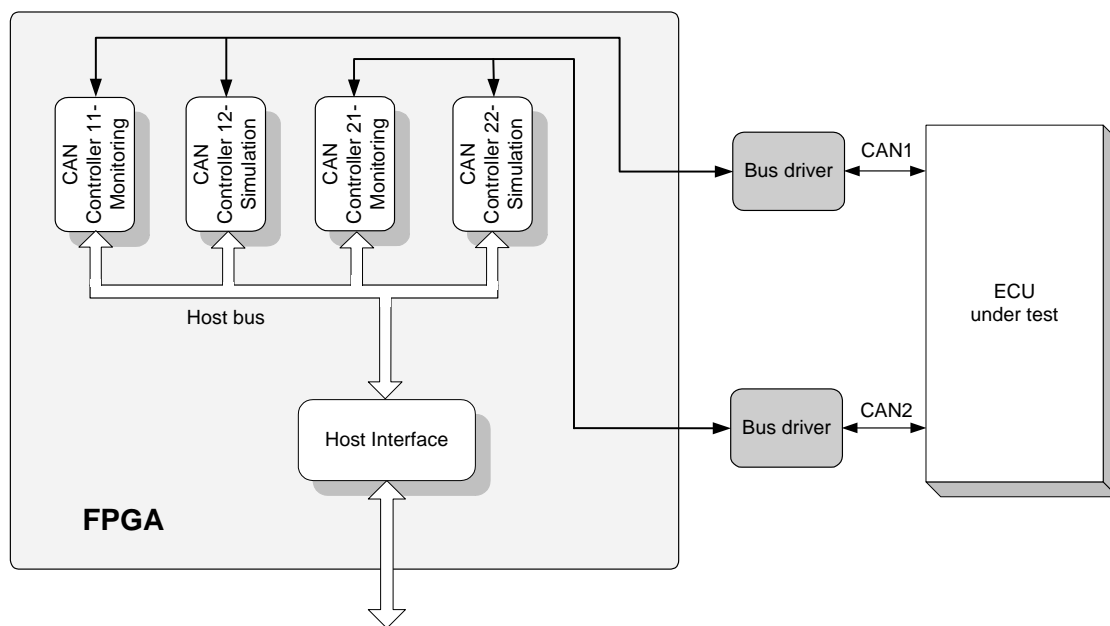 CAN
Controller 11-
Monitoring
CAN
Controller 12-
Simulation
CAN
Controller 21-
Monitoring
CAN
Controller 22-
Simulation
Bus driver
CAN1
ECU
under test
Host bus
Bus driver
CAN2
Host Interface
FPGA